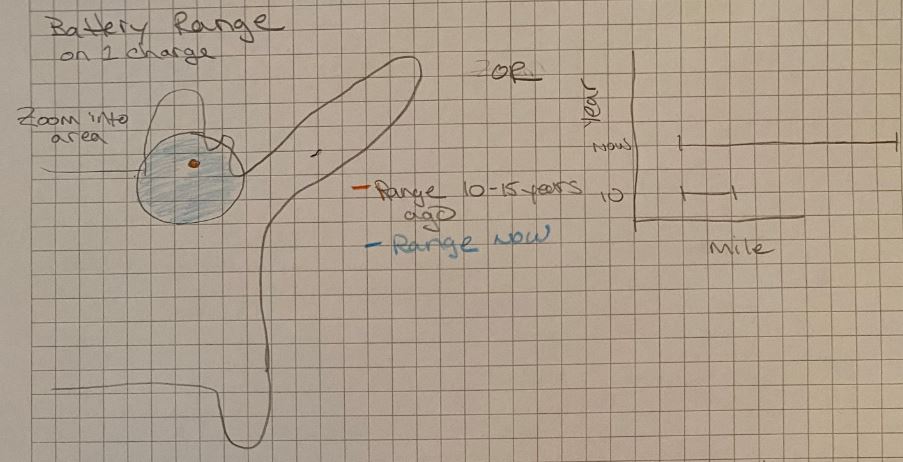 Battery Range
on 1 charge
Zoom into
area
OR
- Range 10-15 years
ago
- Range now
Year
Now
10
Mile